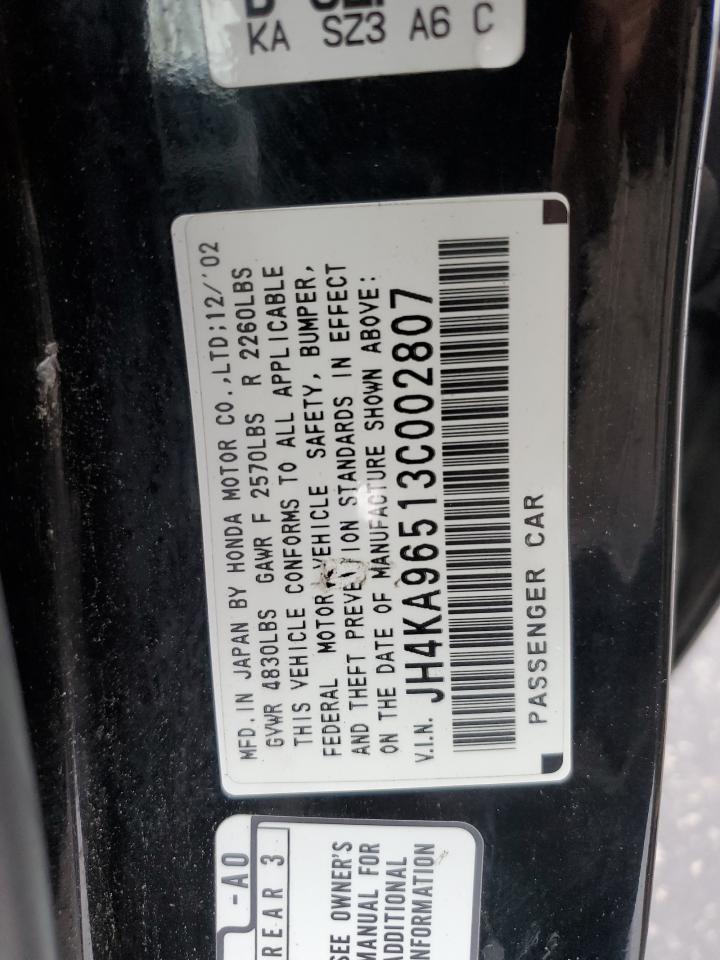 KA SZ3 A6 C
MFD. IN JAPAN BY HONDA MOTOR CO.,LTD;12/'02
GVWR 4830LBS GAWR F 2570LBS R 2260LBS
THIS VEHICLE CONFORMS TO ALL APPLICABLE
FEDERAL MOTOR VEHICLE SAFETY, BUMPER,
AND THEFT PREVENTION STANDARDS IN EFFECT
ON THE DATE OF MANUFACTURE SHOWN ABOVE:
V.I.N. JH4KA96513C002807
PASSENGER CAR
-A0
REAR 3
SEE OWNER'S
MANUAL FOR
ADDITIONAL
INFORMATION